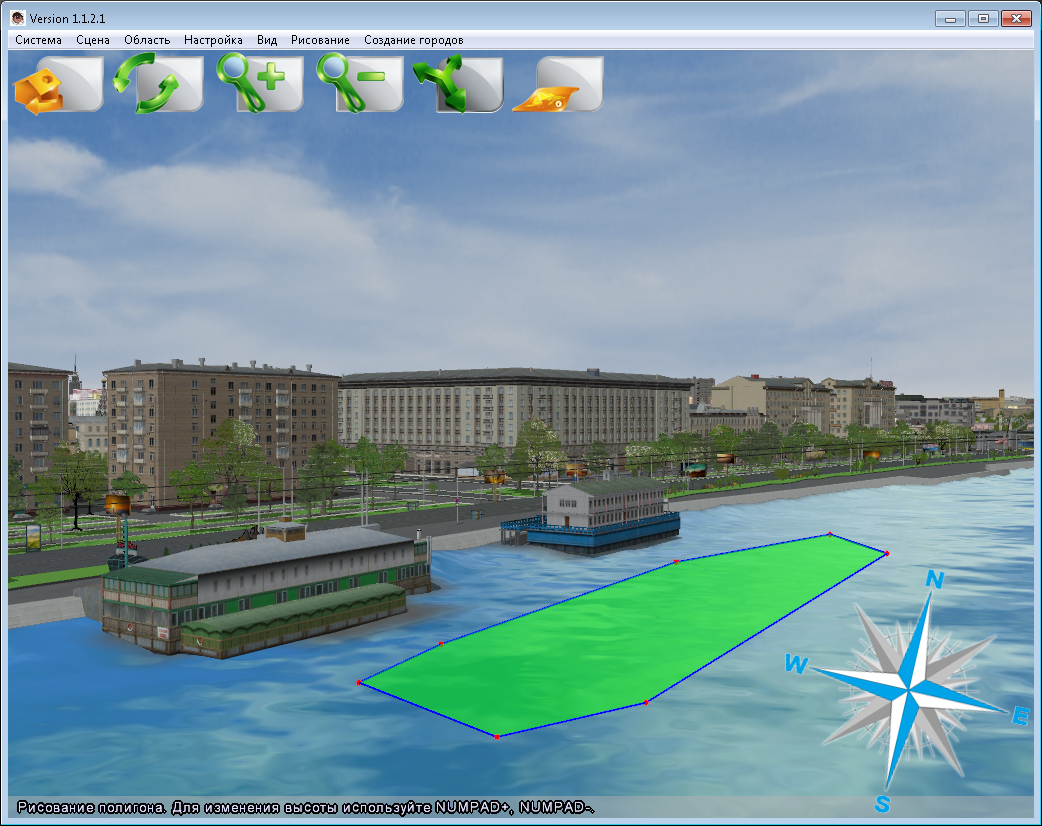 Version 1.1.2.1
Система Сцена Область Настройка Вид Рисование Создание городов
N
W
E
S
Рисование полигона. Для изменения высоты используйте NUMPAD+, NUMPAD-.